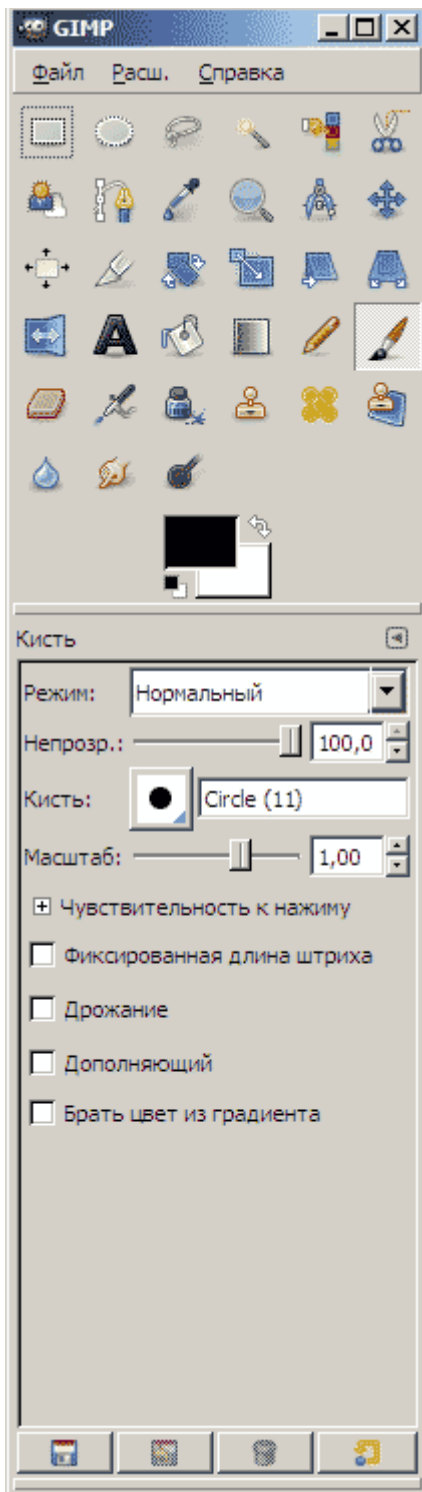 GIMP
Файл Расш. Справка
Кисть
Режим: Нормальный
Непрозр.: 100,0
Кисть: Circle (11)
Масштаб: 1,00
Чувствительность к нажиму
Фиксированная длина штриха
Дрожание
Дополняющий
Брать цвет из градиента